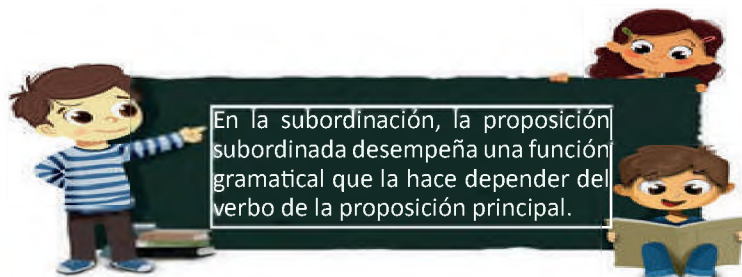 En la subordinación, la proposición
subordinada desempeña una función
gramatical que la hace depender del
verbo de la proposición principal.